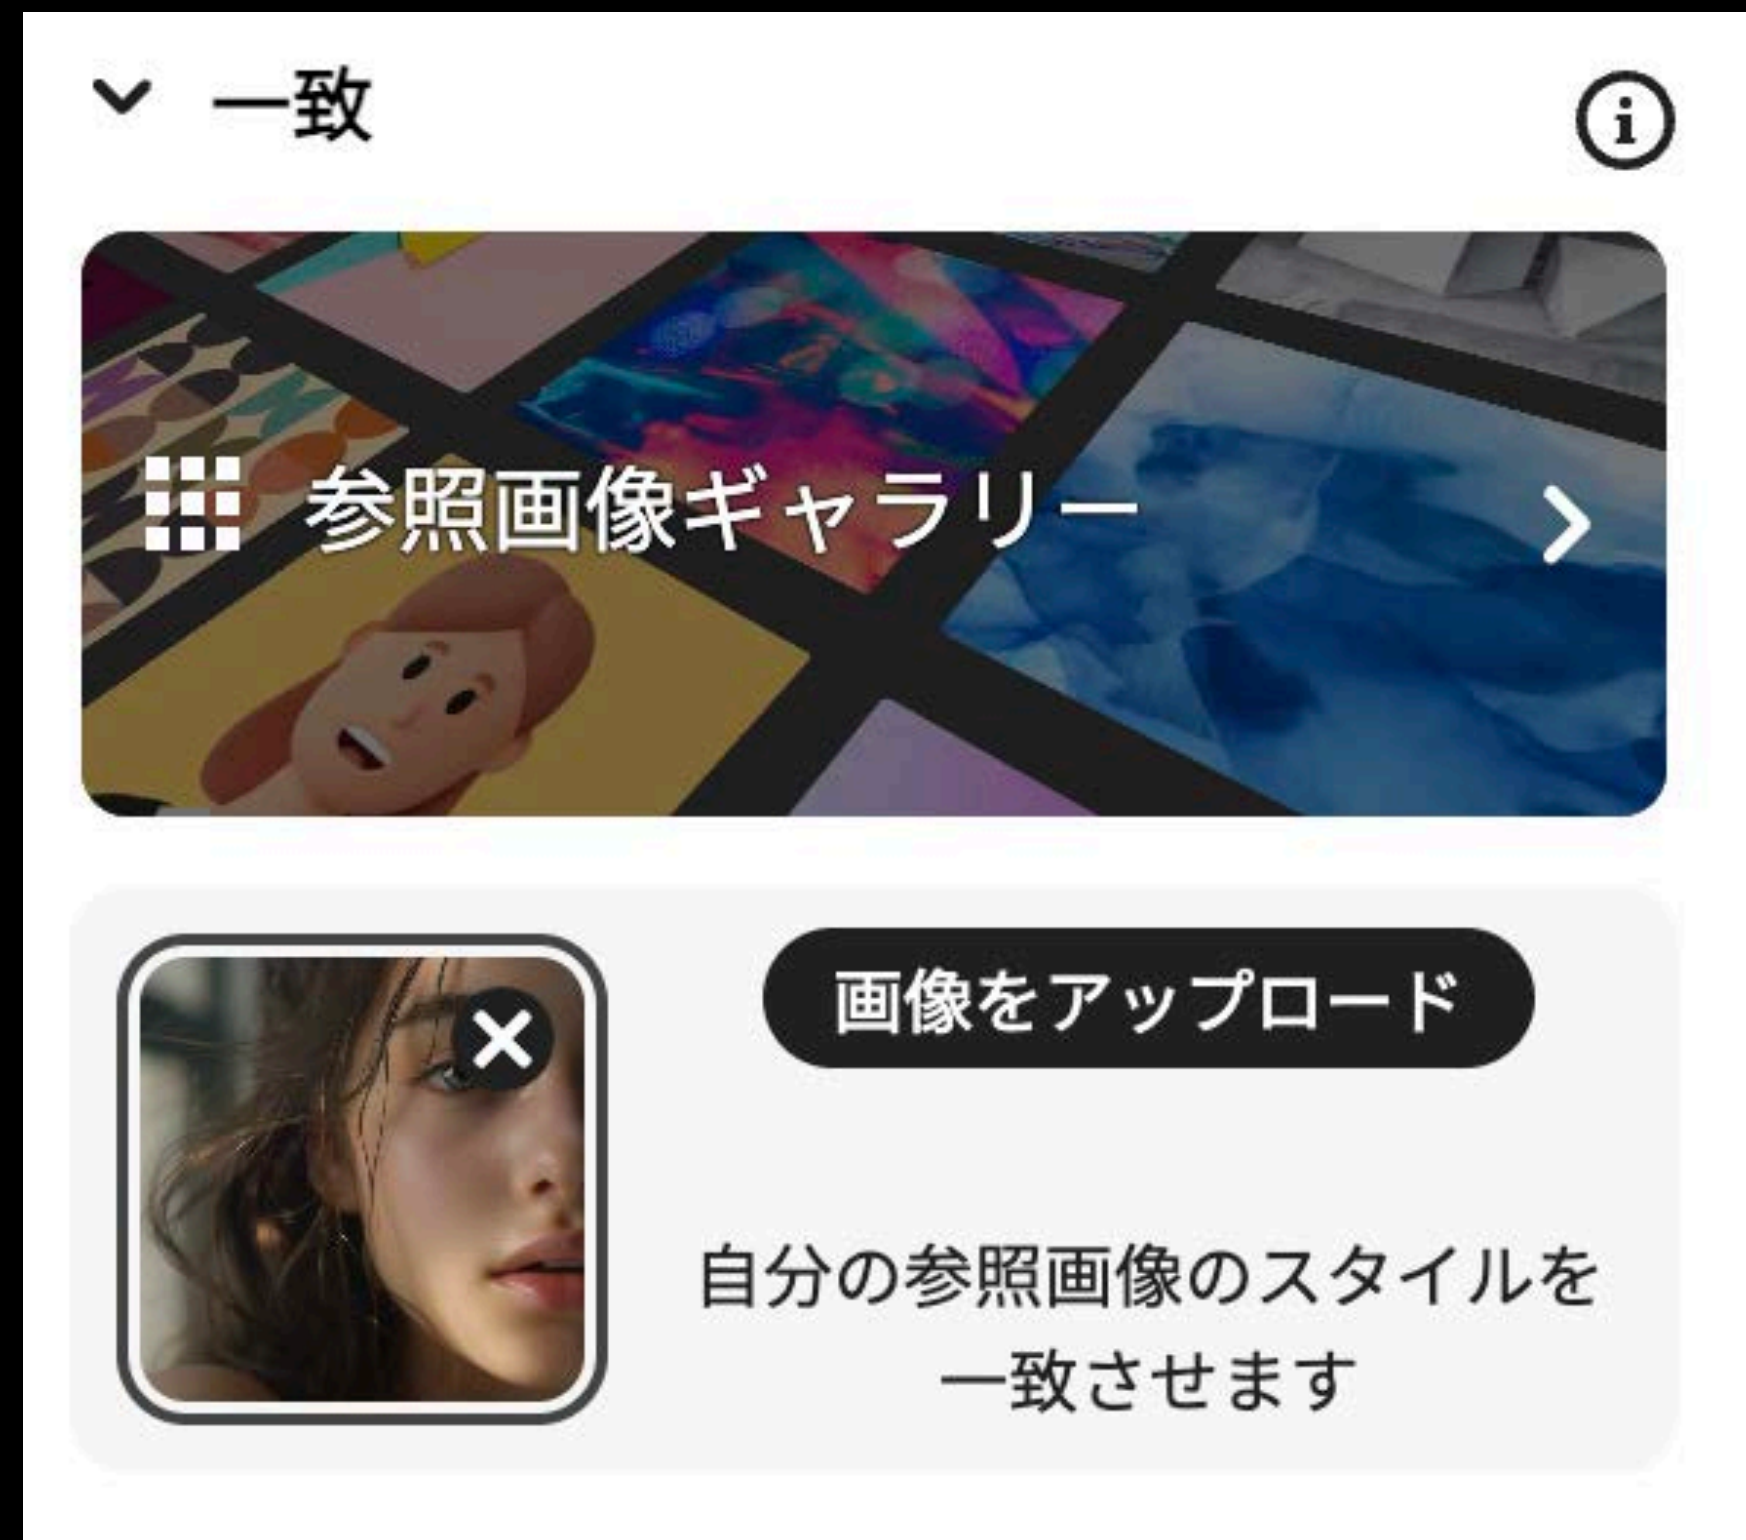 一致
参照画像ギャラリー
画像をアップロード
自分の参照画像のスタイルを
一致させます